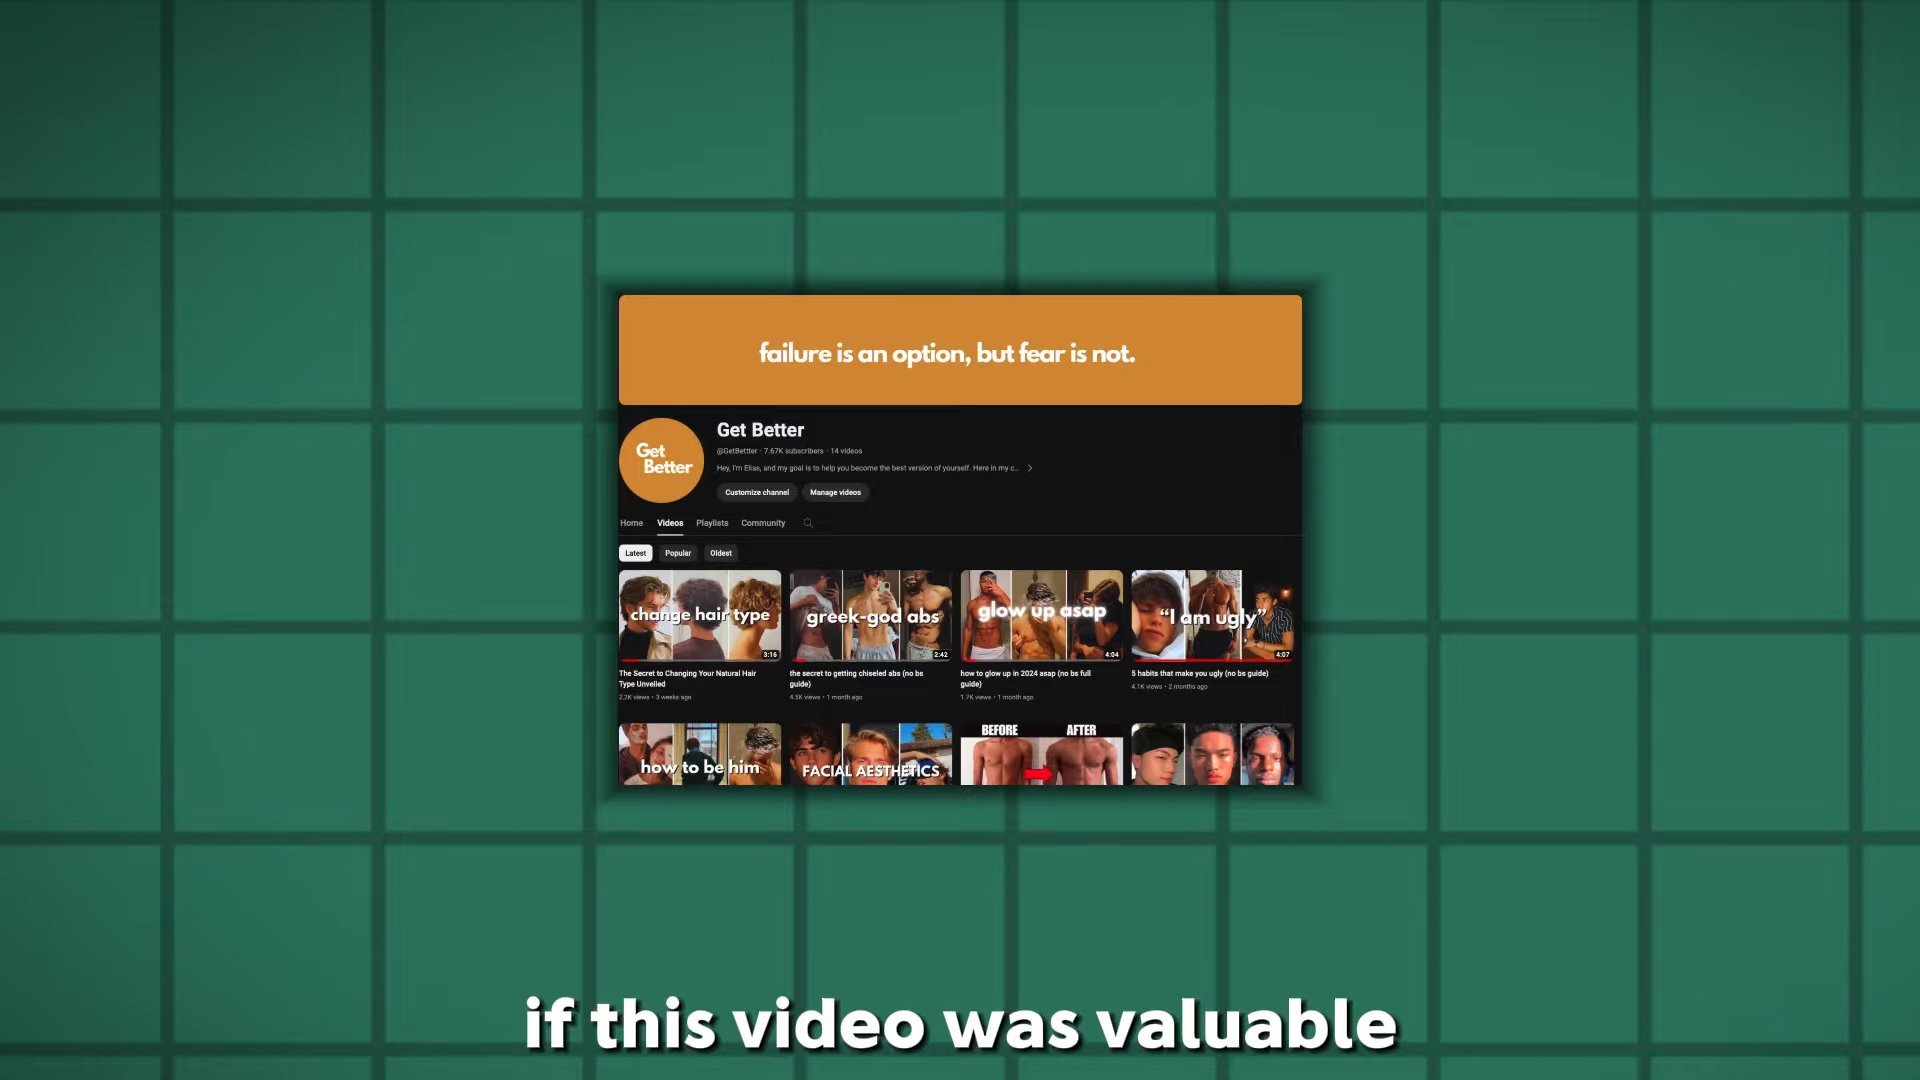 failure is an option, but fear is not.
Get Better
Get
Better
@GetBettter · 7.67K subscribers · 14 videos
Hey, I'm Elias, and my goal is to help you become the best version of yourself. Here in my c...
Customize channel
Manage videos
Home
Videos
Playlists
Community
Latest
Popular
Oldest
change hair type
3:16
greek-god abs
2:42
glow up asap
4:04
"I am ugly"
4:07
The Secret to Changing Your Natural Hair
Type Unveiled
2.2K views • 3 weeks ago
the secret to getting chiseled abs (no bs
guide)
4.5K views • 1 month ago
how to glow up in 2024 asap (no bs full
guide)
1.7K views • 1 month ago
5 habits that make you ugly (no bs guide)
4.1K views • 2 months ago
how to be him
FACIAL AESTHETICS
BEFORE
AFTER
if this video was valuable